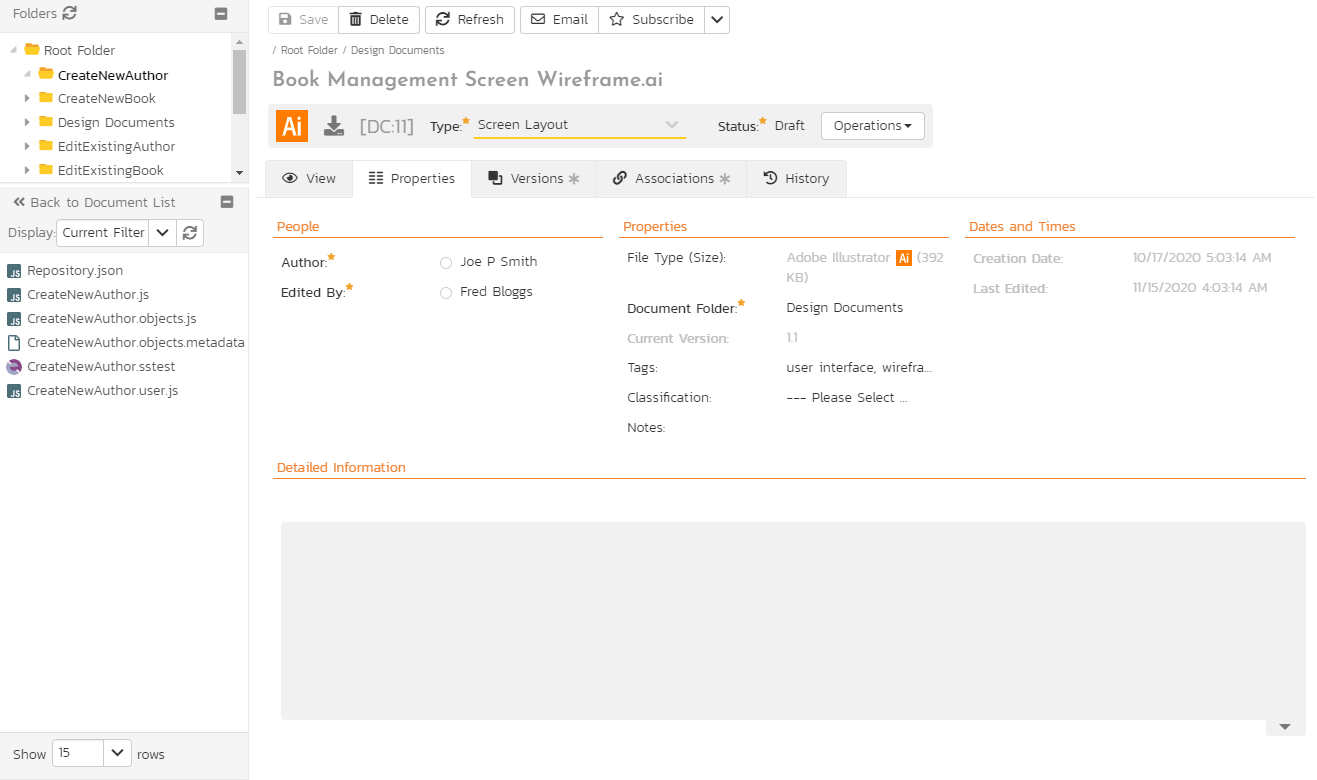 Folders
Root Folder
CreateNewAuthor
CreateNewBook
Design Documents
EditExistingAuthor
EditExistingBook
Back to Document List
Display: Current Filter
Repository.json
CreateNewAuthor.js
CreateNewAuthor.objects.js
CreateNewAuthor.objects.metadata
CreateNewAuthor.sstest
CreateNewAuthor.user.js
Show 15 rows
Save Delete Refresh Email Subscribe
/ Root Folder / Design Documents
Book Management Screen Wireframe.ai
Ai [DC:11] Type: Screen Layout Status: Draft Operations
View Properties Versions Associations History
People
Author: Joe P Smith
Edited By: Fred Bloggs
Properties
File Type (Size): Adobe Illustrator Ai (392
KB)
Document Folder: Design Documents
Current Version: 1.1
Tags: user interface, wirefra...
Classification: --- Please Select ...
Notes:
Dates and Times
Creation Date: 10/17/2020 5:03:14 AM
Last Edited: 11/15/2020 4:03:14 AM
Detailed Information